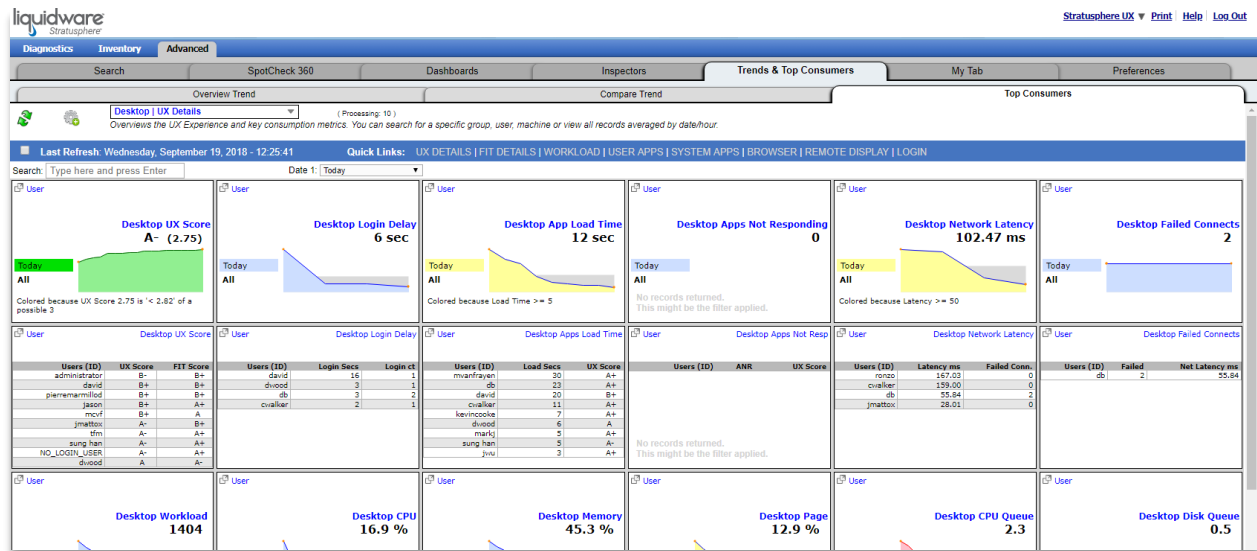 liquidware
Stratusphere
Stratusphere UX ▼ Print Help Log Out
Diagnostics Inventory Advanced
Search SpotCheck 360 Dashboards Inspectors Trends & Top Consumers My Tab Preferences
Overview Trend Compare Trend Top Consumers
Desktop | UX Details ( Processing: 10 )
Overviews the UX Experience and key consumption metrics. You can search for a specific group, user, machine or view all records averaged by date/hour.
Last Refresh: Wednesday, September 19, 2018 - 12:25:41 Quick Links: UX DETAILS | FIT DETAILS | WORKLOAD | USER APPS | SYSTEM APPS | BROWSER | REMOTE DISPLAY | LOGIN
Search: Type here and press Enter Date 1: Today
User
Desktop UX Score
A- (2.75)
Today
All
Colored because UX Score 2.75 is '< 2.82' of a
possible 3
User
Desktop Login Delay
6 sec
Today
All
User
Desktop App Load Time
12 sec
Today
All
Colored because Load Time >= 5
User
Desktop Apps Not Responding
0
Today
All
No records returned.
This might be the filter applied.
User
Desktop Network Latency
102.47 ms
Today
All
Colored because Latency >= 50
User
Desktop Failed Connects
2
Today
All
User Desktop UX Score
Users (ID) UX Score FIT Score
administrator B- B+
david B+ B+
pierremarmillod B+ B+
jason B+ A+
mcvf B+ A
jmattox A- B+
tfm A- A+
sung han A- A+
NO_LOGIN_USER A- A+
dwood A A-
User Desktop Login Delay
Users (ID) Login Secs Login ct
david 16 1
dwood 3 1
db 3 2
cwalker 2 1
User Desktop Apps Load Time
Users (ID) Load Secs UX Score
mvanfrayen 30 A+
db 23 A+
david 20 B+
cwalker 11 A+
kevincooke 7 A+
dwood 6 A
markj 5 A+
sung han 5 A-
jwu 3 A+
User Desktop Apps Not Resp
Users (ID) ANR UX Score
No records returned.
This might be the filter applied.
User Desktop Network Latency
Users (ID) Latency ms Failed Conn.
ronzo 167.03 0
cwalker 159.00 0
db 55.84 2
jmattox 28.01 0
User Desktop Failed Connects
Users (ID) Failed Net Latency ms
db 2 55.84
User
Desktop Workload
1404
User
Desktop CPU
16.9 %
User
Desktop Memory
45.3 %
User
Desktop Page
12.9 %
User
Desktop CPU Queue
2.3
User
Desktop Disk Queue
0.5